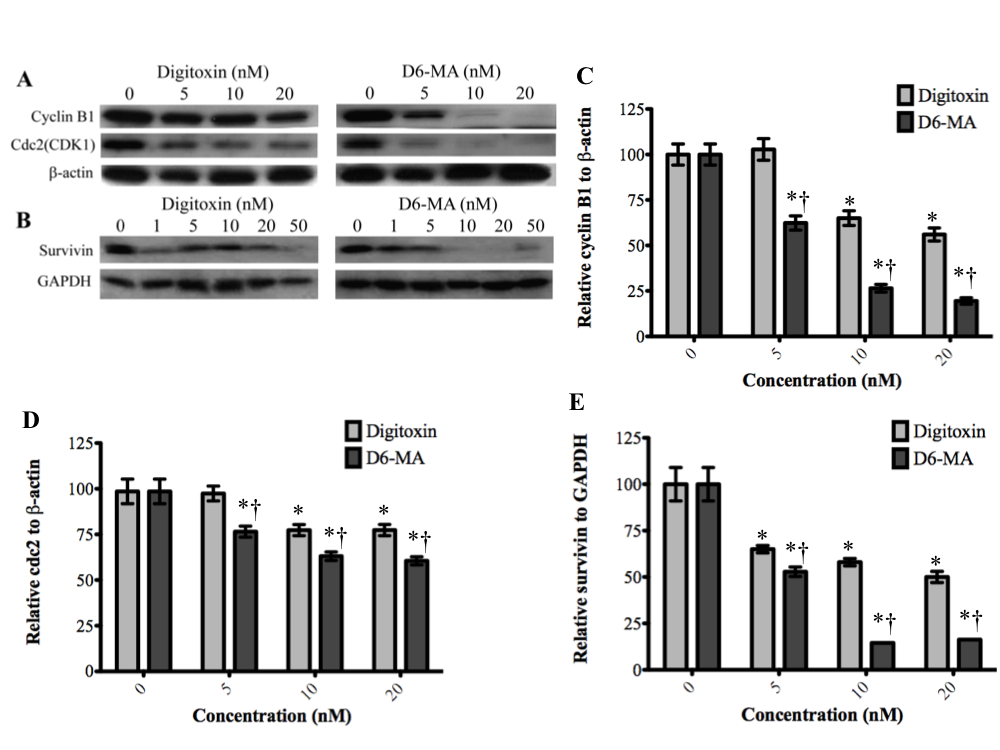 A
Digitoxin (nM)
0 5 10 20
D6-MA (nM)
0 5 10 20
Cyclin B1
Cdc2(CDK1)
β-actin
B
Digitoxin (nM)
0 1 5 10 20 50
D6-MA (nM)
0 1 5 10 20 50
Survivin
GAPDH
C
Digitoxin
D6-MA
Relative cyclin B1 to β-actin
125
100
75
50
25
0
*†
*
*†
*
*†
0 5 10 20
Concentration (nM)
D
Digitoxin
D6-MA
Relative cdc2 to β-actin
125
100
75
50
25
0
*†
*
*†
*
*†
0 5 10 20
Concentration (nM)
E
Digitoxin
D6-MA
Relative survivin to GAPDH
125
100
75
50
25
0
*
*†
*
*†
*
*†
0 5 10 20
Concentration (nM)